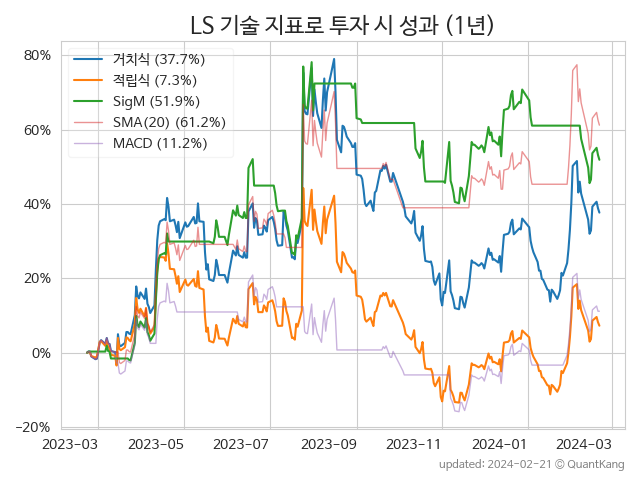 LS 기술 지표로 투자 시 성과 (1년)
거치식 (37.7%)
적립식 (7.3%)
SigM (51.9%)
SMA(20) (61.2%)
MACD (11.2%)
80%
60%
40%
20%
0%
−20%
2023-03 2023-05 2023-07 2023-09 2023-11 2024-01 2024-03
updated: 2024-02-21 © QuantKang